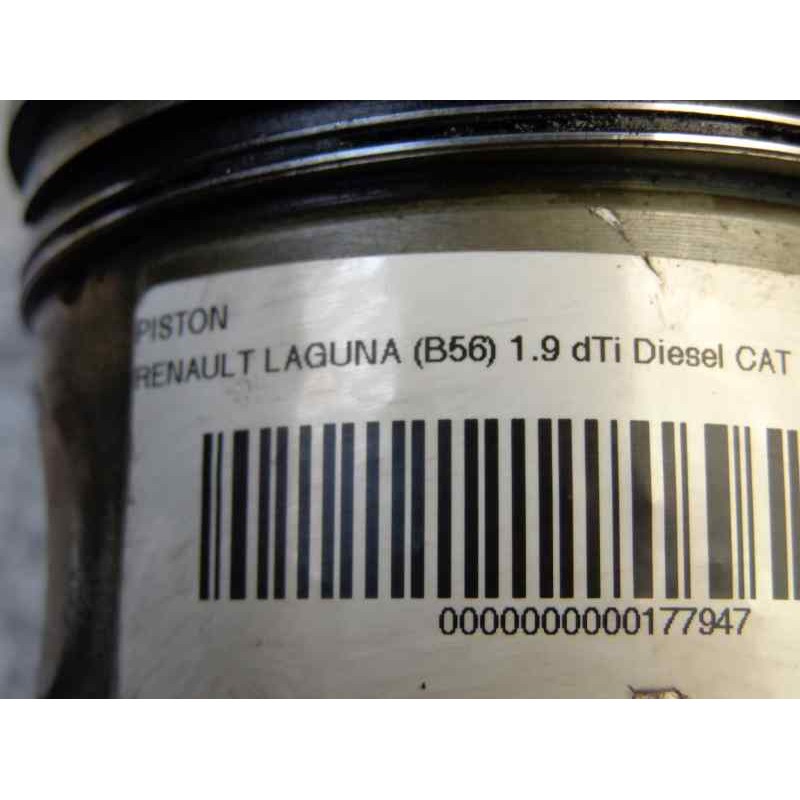 PISTON
RENAULT LAGUNA (B56) 1.9 dTi Diesel CAT
0000000000177947